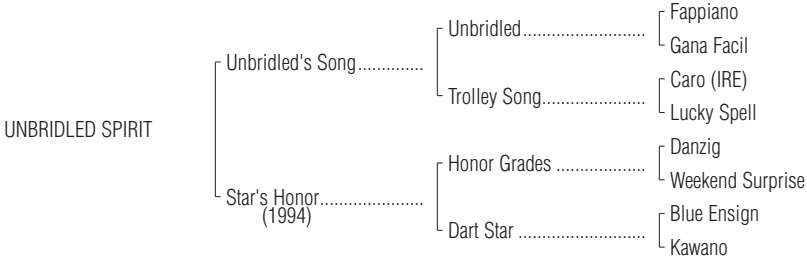 Fappiano
Unbridled..........................
Gana Facil
Unbridled's Song..............
Caro (IRE)
Trolley Song......................
Lucky Spell
UNBRIDLED SPIRIT
Danzig
Honor Grades ...................
Weekend Surprise
Star's Honor......................
(1994)
Blue Ensign
Dart Star ...........................
Kawano